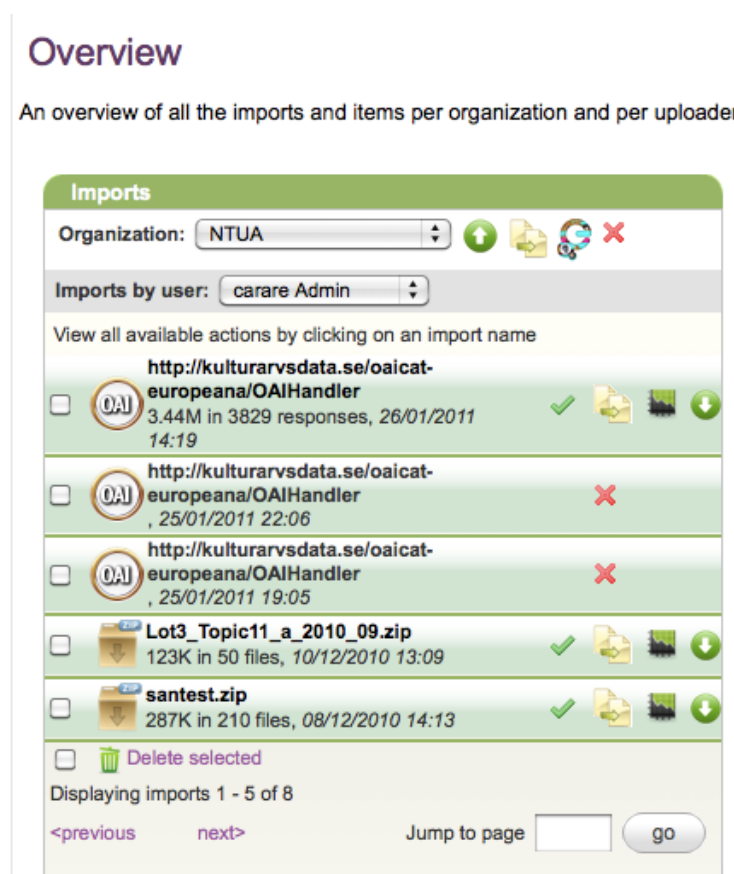 Overview
An overview of all the imports and items per organization and per uploader
Imports
Organization: NTUA
Imports by user: carare Admin
View all available actions by clicking on an import name
http://kulturarvsdata.se/oaicat-
OAI europeana/OAIHandler
3.44M in 3829 responses, 26/01/2011
14:19
http://kulturarvsdata.se/oaicat-
OAI europeana/OAIHandler
, 25/01/2011 22:06
http://kulturarvsdata.se/oaicat-
OAI europeana/OAIHandler
, 25/01/2011 19:05
ZIP Lot3_Topic11_a_2010_09.zip
123K in 50 files, 10/12/2010 13:09
ZIP santest.zip
287K in 210 files, 08/12/2010 14:13
Delete selected
Displaying imports 1 - 5 of 8
<previous next> Jump to page go